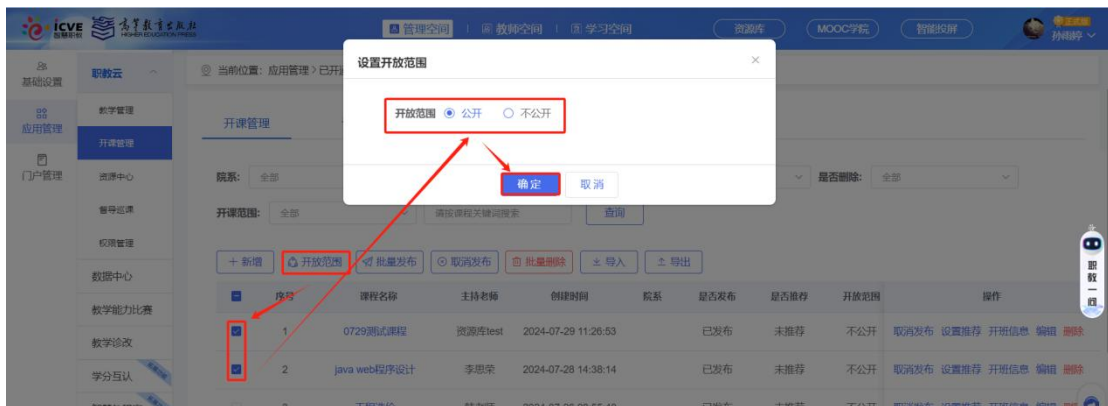 icve 智慧职教 高等教育出版社 HIGHER EDUCATION PRESS 管理空间 教师空间 学习空间 资源库 MOOC学院 智能投屏 正式版 孙雨婷
基础设置
应用管理
门户管理
职教云
教学管理
开课管理
资源中心
督导巡课
权限管理
数据中心
教学能力比赛
教学诊改
学分互认
当前位置：应用管理 > 已开
设置开放范围 ×
开放范围 公开 不公开
确定 取消
开课管理
院系: 全部 是否删除: 全部
开课范围: 全部 请按课程关键词搜索 查询
+ 新增 开放范围 批量发布 取消发布 批量删除 导入 导出
序号 课程名称 主持老师 创建时间 院系 是否发布 是否推荐 开放范围 操作
1 0729测试课程 资源库test 2024-07-29 11:26:53 已发布 未推荐 不公开 取消发布 设置推荐 开班信息 编辑 删除
2 java web程序设计 李思荣 2024-07-28 14:38:14 已发布 未推荐 不公开 取消发布 设置推荐 开班信息 编辑 删除
职教一问